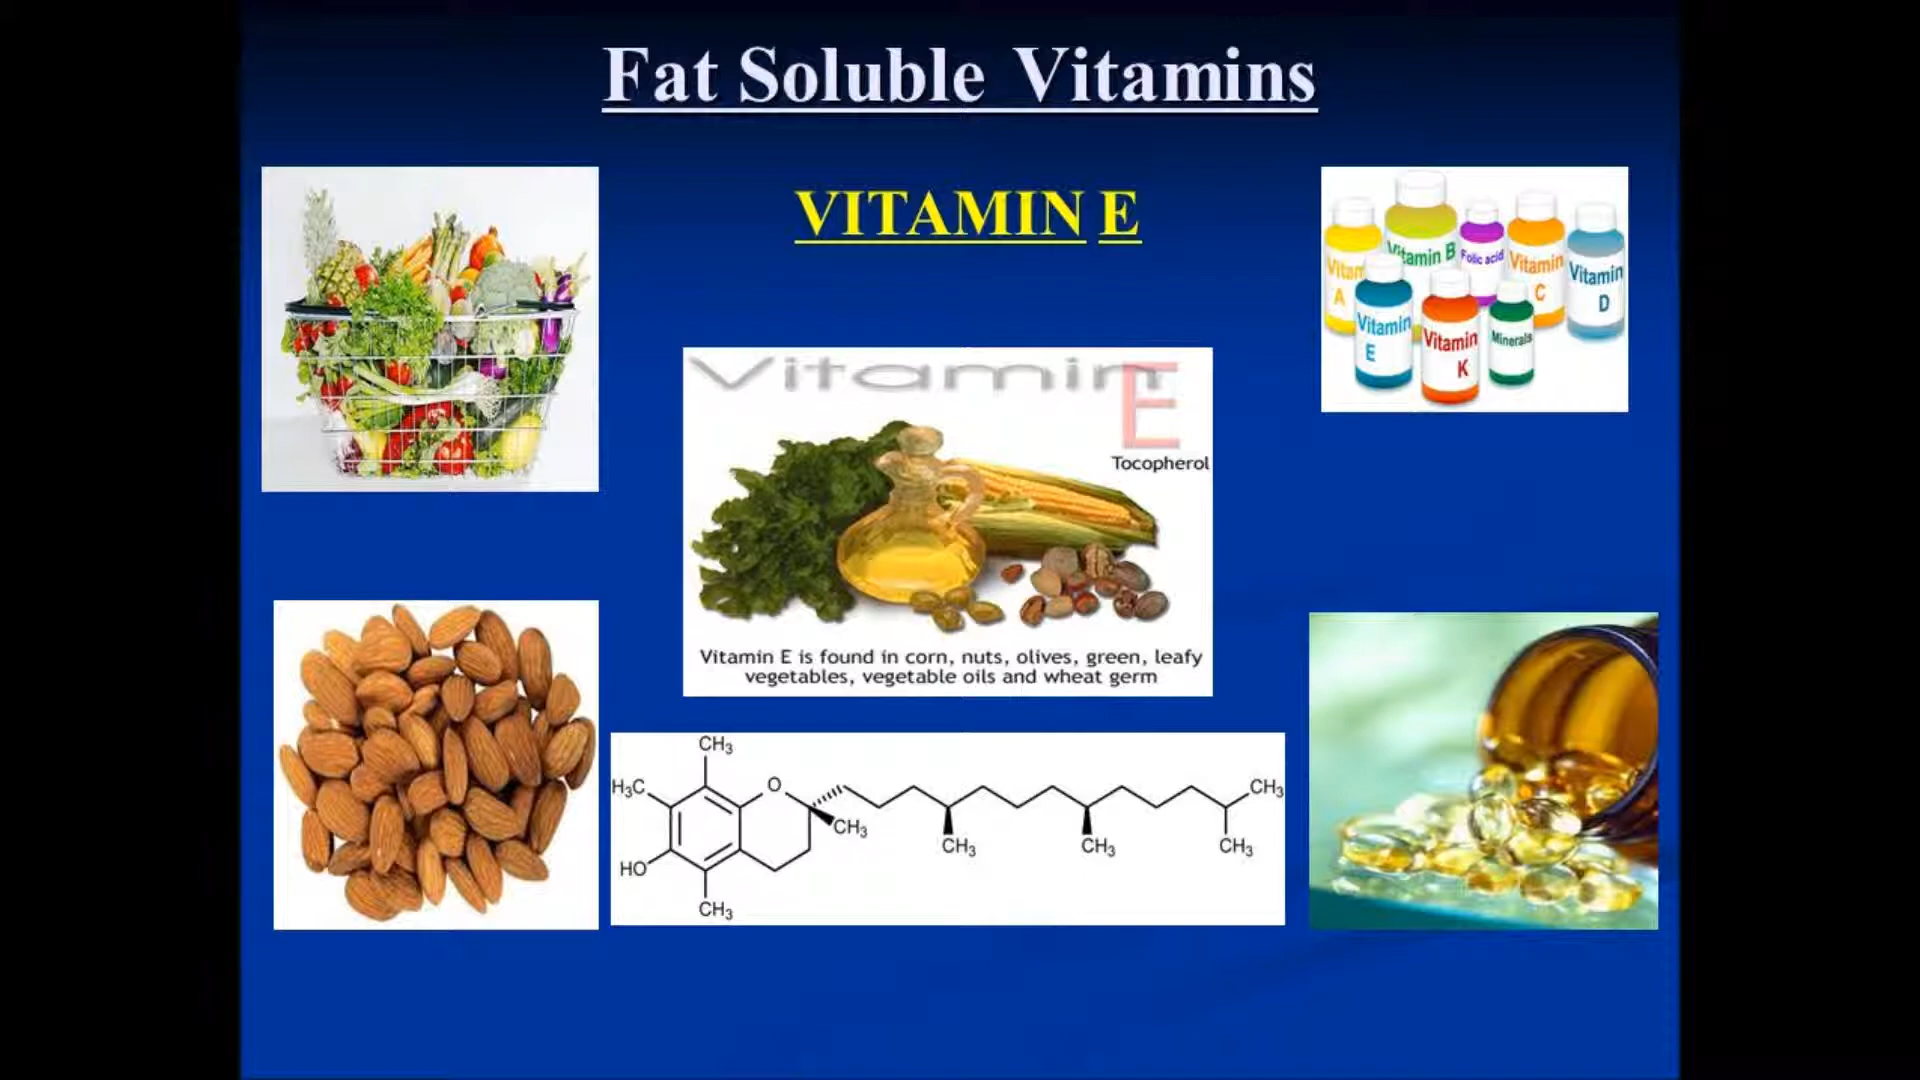 Fat Soluble Vitamins
VITAMIN E
Vitamin
A
Vitamin B
Folic acid
Vitamin
C
Vitamin
D
Vitamin
E
Vitamin
K
Minerals
Vitamin E
Tocopherol
Vitamin E is found in corn, nuts, olives, green, leafy
vegetables, vegetable oils and wheat germ
CH3
H3C
O
CH3
CH3
CH3
CH3
CH3
HO
CH3